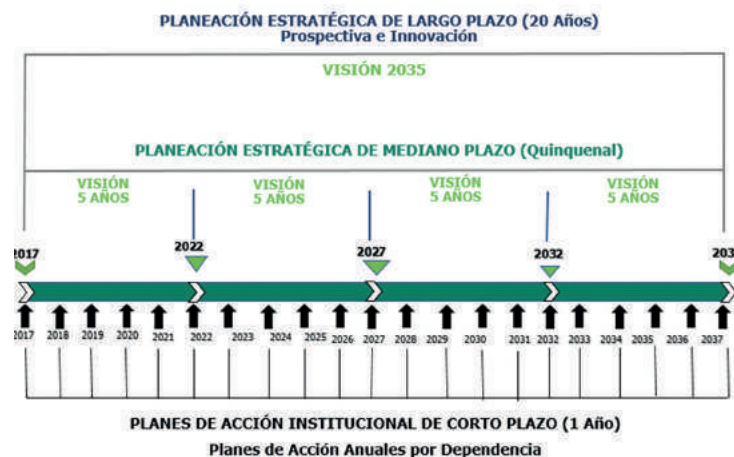 PLANEACIÓN ESTRATÉGICA DE LARGO PLAZO (20 Años)
Prospectiva e Innovación
VISIÓN 2035
PLANEACIÓN ESTRATÉGICA DE MEDIANO PLAZO (Quinquenal)
VISIÓN VISIÓN VISIÓN VISIÓN
5 AÑOS 5 AÑOS 5 AÑOS 5 AÑOS
2017 2022 2027 2032 203
2017 2018 2019 2020 2021 2022 2023 2024 2025 2026 2027 2028 2029 2030 2031 2032 2033 2034 2035 2036 2037
PLANES DE ACCIÓN INSTITUCIONAL DE CORTO PLAZO (1 Año)
Planes de Acción Anuales por Dependencia